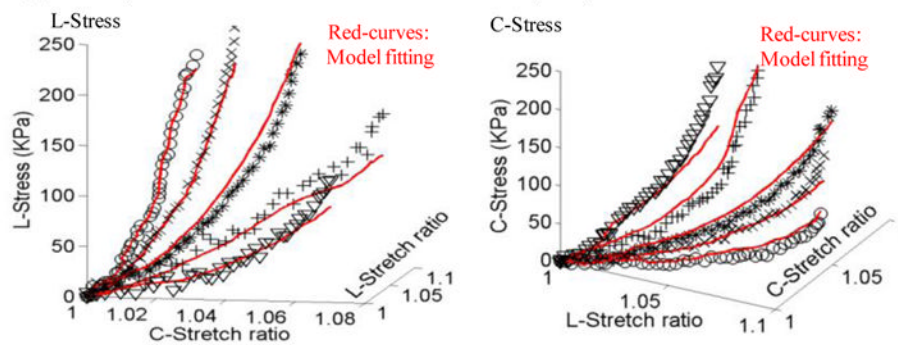 L-Stress
Red-curves:
Model fitting
250
200
150
100
50
0
L-Stress (KPa)
1
1.02
1.04
1.06
1.08
C-Stretch ratio
1
1.05
1.1
L-Stretch ratio
C-Stress
Red-curves:
Model fitting
250
200
150
100
50
0
C-Stress (KPa)
1
1.05
1.1
L-Stretch ratio
1
1.05
C-Stretch ratio